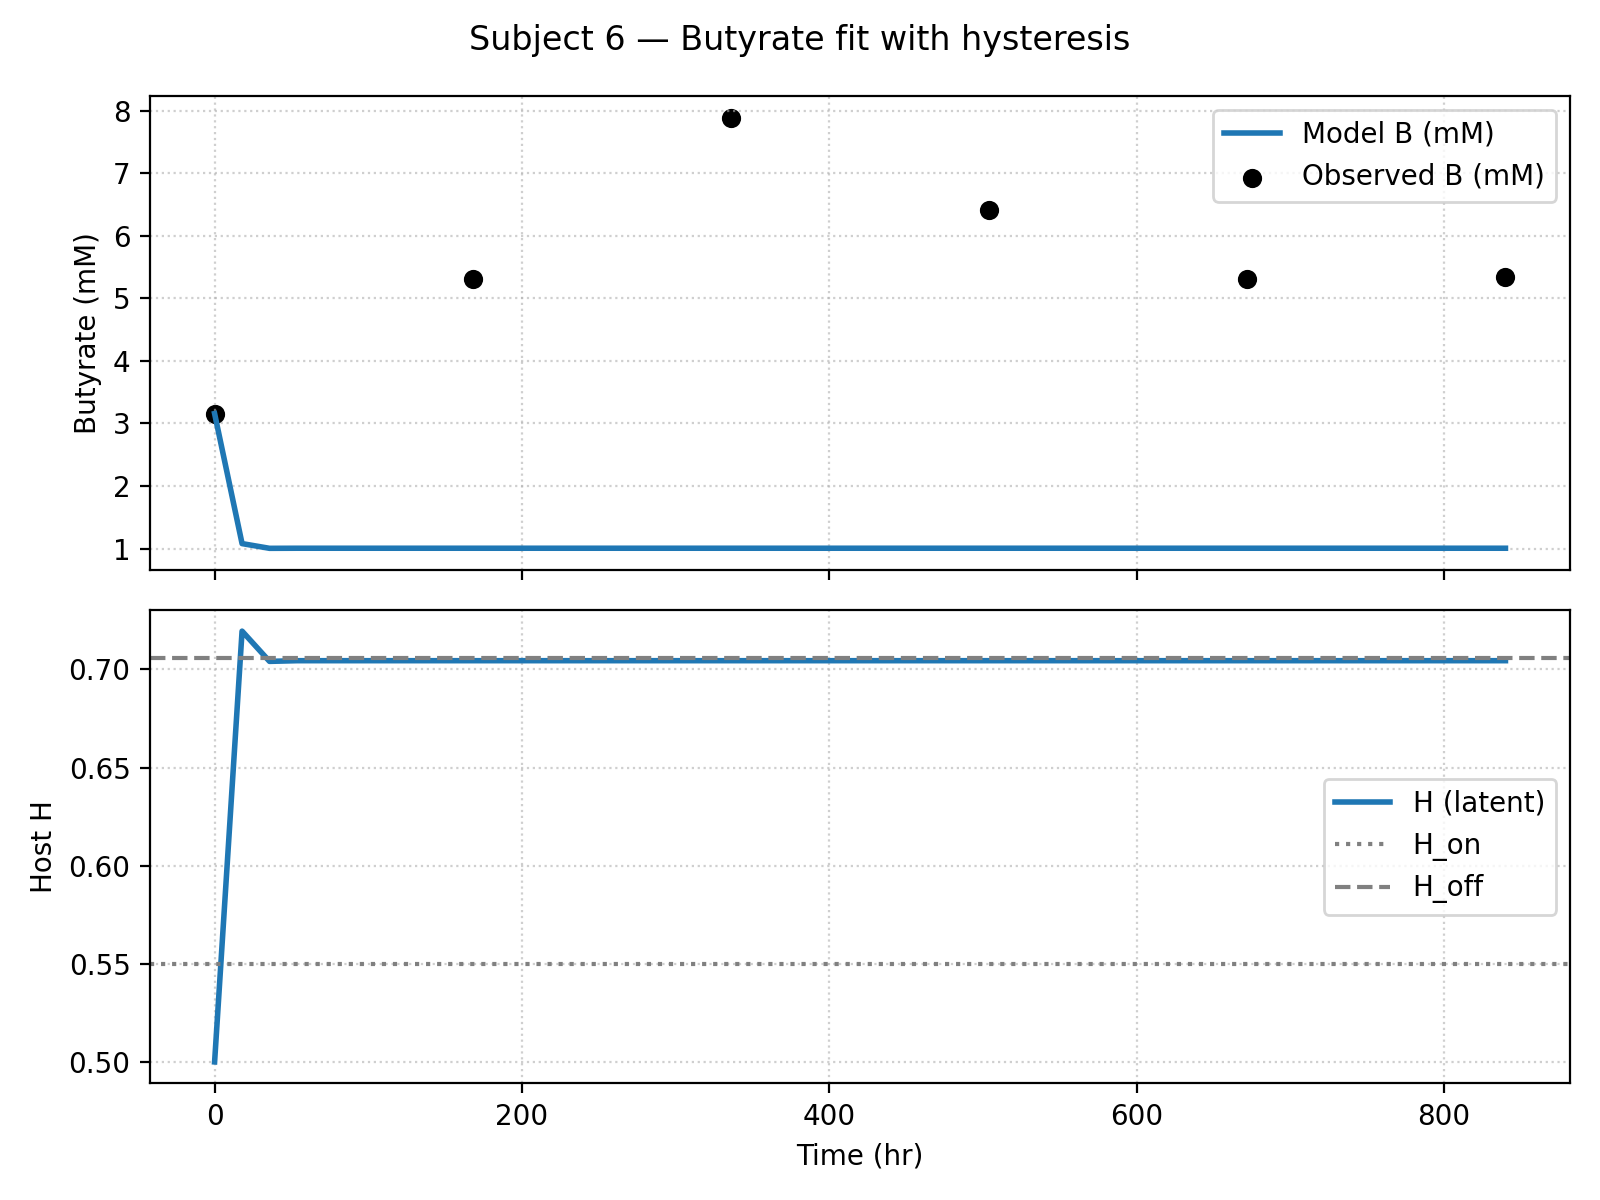 Subject 6 — Butyrate fit with hysteresis
8
7
6
5
4
3
2
1
Butyrate (mM)
Model B (mM)
Observed B (mM)
0.70
0.65
0.60
0.55
0.50
Host H
H (latent)
H_on
H_off
0 200 400 600 800
Time (hr)